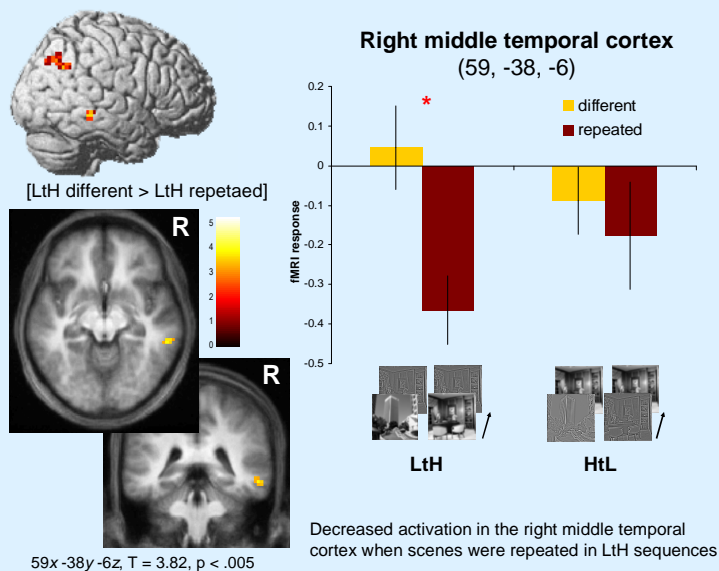 Right middle temporal cortex
(59, -38, -6)
[LtH different > LtH repetaed]
R
5
4
3
2
1
0
R
59x -38y -6z, T = 3.82, p < .005
0.2
0.1
0
-0.1
-0.2
-0.3
-0.4
-0.5
fMRI response
*
different
repeated
LtH
HtL
Decreased activation in the right middle temporal
cortex when scenes were repeated in LtH sequences